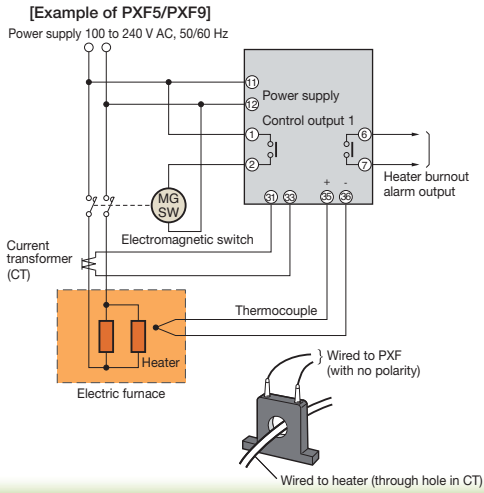 [Example of PXF5/PXF9]
Power supply 100 to 240 V AC, 50/60 Hz
11
12
Power supply
Control output 1
1
6
2
7
Heater burnout
alarm output
31
33
+
35
-
36
MG
SW
Electromagnetic switch
Current
transformer
(CT)
Thermocouple
Heater
Electric furnace
Wired to PXF
(with no polarity)
Wired to heater (through hole in CT)